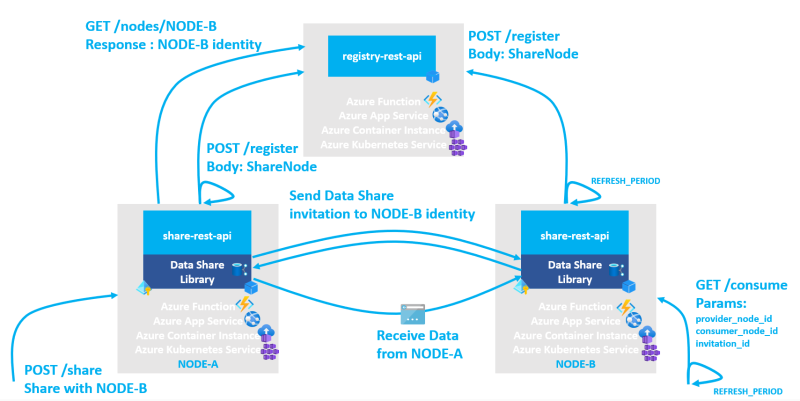 GET /nodes/NODE-B
Response : NODE-B identity
registry-rest-api
POST /register
Body: ShareNode
Azure Function
Azure App Service
Azure Container Instance
Azure Kubernetes Service
POST /register
Body: ShareNode
REFRESH_PERIOD
Send Data Share
invitation to NODE-B identity
share-rest-api
Data Share
Library
Azure Function
Azure App Service
Azure Container Instance
Azure Kubernetes Service
NODE-A
Receive Data
from NODE-A
share-rest-api
Data Share
Library
Azure Function
Azure App Service
Azure Container Instance
Azure Kubernetes Service
NODE-B
GET /consume
Params:
provider_node_id
consumer_node_id
invitation_id
POST /share
Share with NODE-B
REFRESH_PERIOD